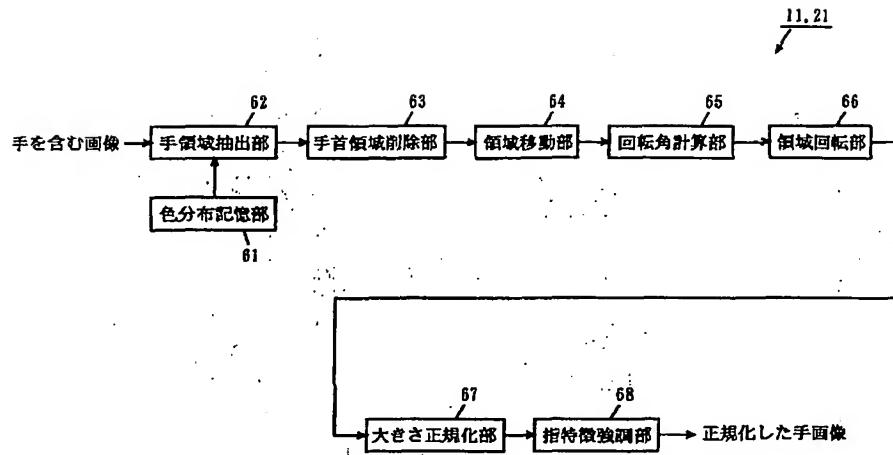 11,21
62
63
64
65
66
手を含む画像
手領域抽出部
手首領域削除部
領域移動部
回転角計算部
領域回転部
色分布記憶部
61
67
68
大きさ正規化部
指特徴強調部
正規化した手画像